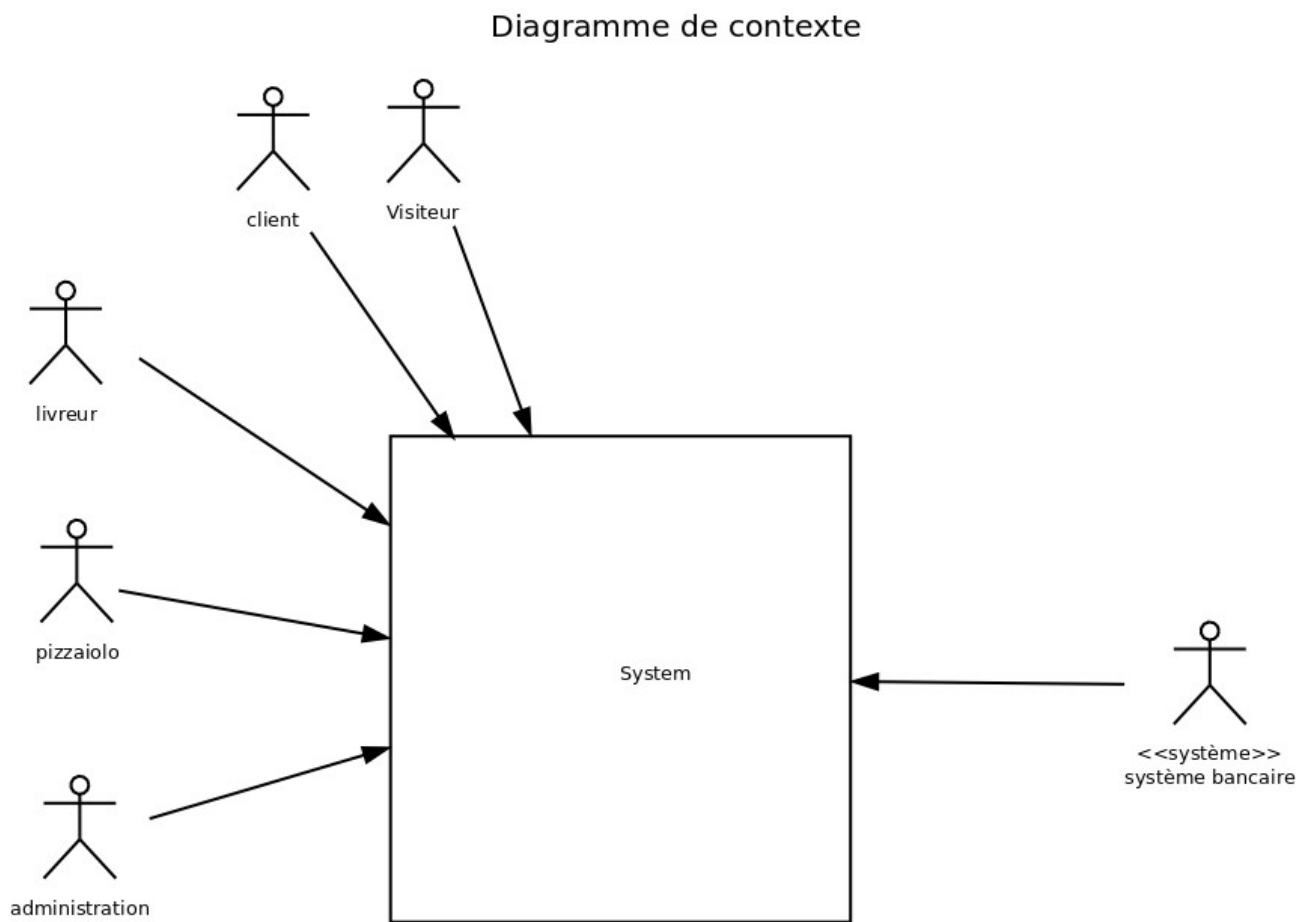 Diagramme de contexte
client
Visiteur
livreur
pizzaiolo
System
<<système>>
système bancaire
administration